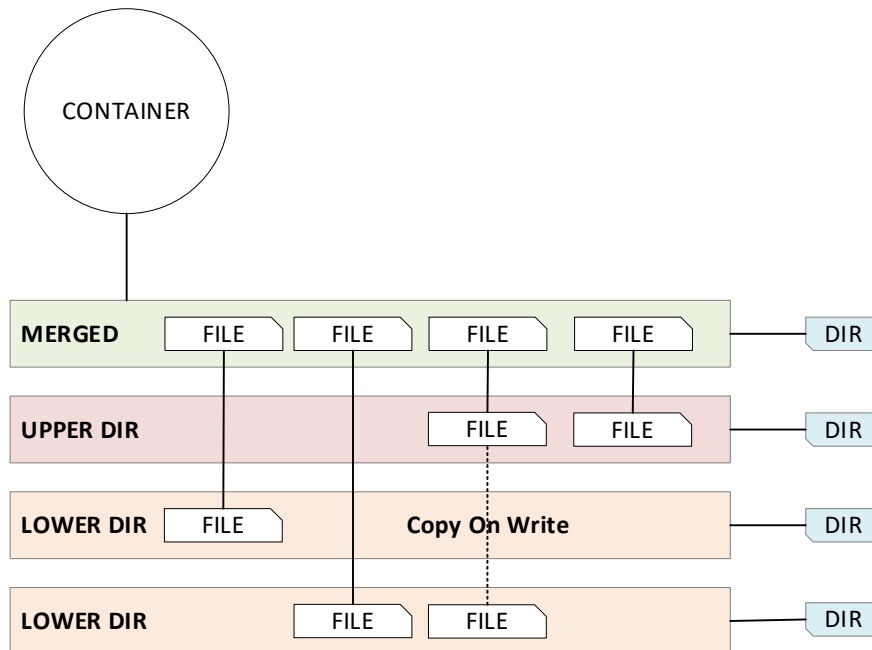 CONTAINER
MERGED FILE FILE FILE FILE DIR
UPPER DIR FILE FILE DIR
LOWER DIR FILE Copy On Write DIR
LOWER DIR FILE FILE DIR